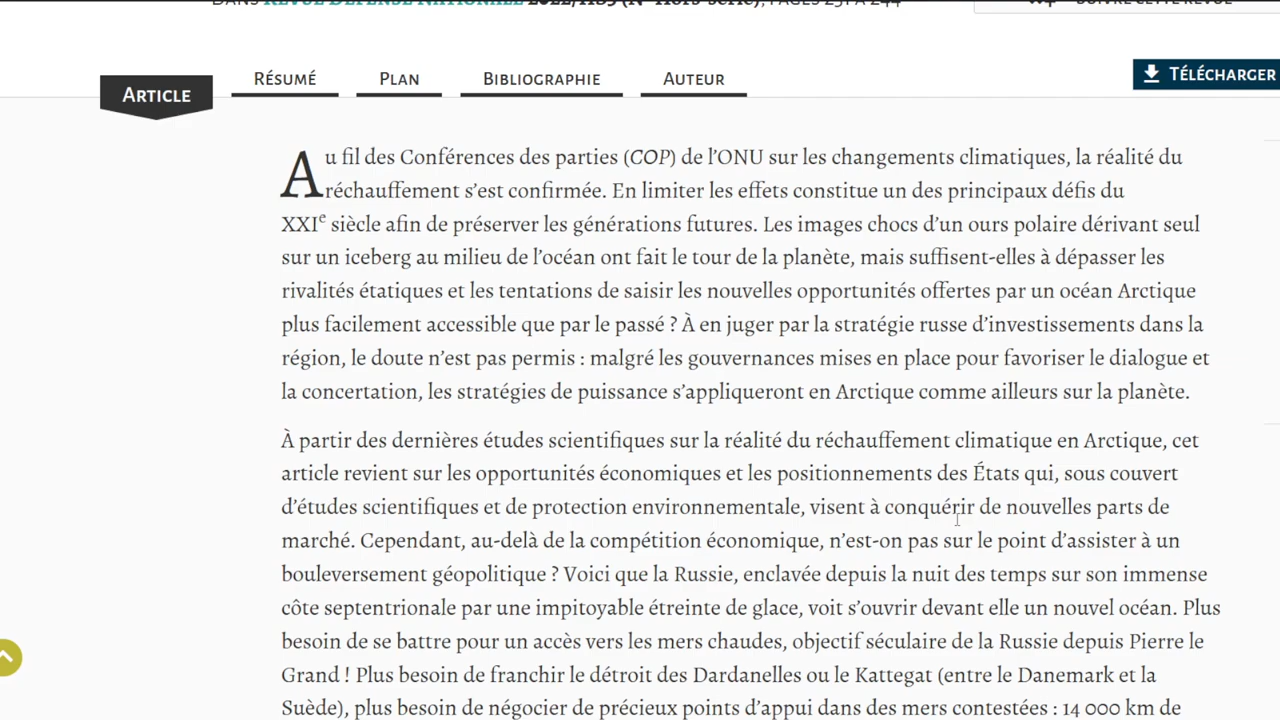 DANS REVUE DÉFENSE NATIONALE 2022/HS3 (N° Hors-série), PAGES 231 À 244
SUIVRE CETTE REVUE
ARTICLE
RÉSUMÉ
PLAN
BIBLIOGRAPHIE
AUTEUR
TÉLÉCHARGER
Au fil des Conférences des parties (COP) de l’ONU sur les changements climatiques, la réalité du
réchauffement s’est confirmée. En limiter les effets constitue un des principaux défis du
XXIe siècle afin de préserver les générations futures. Les images chocs d’un ours polaire dérivant seul
sur un iceberg au milieu de l’océan ont fait le tour de la planète, mais suffisent-elles à dépasser les
rivalités étatiques et les tentations de saisir les nouvelles opportunités offertes par un océan Arctique
plus facilement accessible que par le passé ? À en juger par la stratégie russe d’investissements dans la
région, le doute n’est pas permis : malgré les gouvernances mises en place pour favoriser le dialogue et
la concertation, les stratégies de puissance s’appliqueront en Arctique comme ailleurs sur la planète.
À partir des dernières études scientifiques sur la réalité du réchauffement climatique en Arctique, cet
article revient sur les opportunités économiques et les positionnements des États qui, sous couvert
d’études scientifiques et de protection environnementale, visent à conquérir de nouvelles parts de
marché. Cependant, au-delà de la compétition économique, n’est-on pas sur le point d’assister à un
bouleversement géopolitique ? Voici que la Russie, enclavée depuis la nuit des temps sur son immense
côte septentrionale par une impitoyable étreinte de glace, voit s’ouvrir devant elle un nouvel océan. Plus
besoin de se battre pour un accès vers les mers chaudes, objectif séculaire de la Russie depuis Pierre le
Grand ! Plus besoin de franchir le détroit des Dardanelles ou le Kattegat (entre le Danemark et la
Suède), plus besoin de négocier de précieux points d’appui dans des mers contestées : 14 000 km de